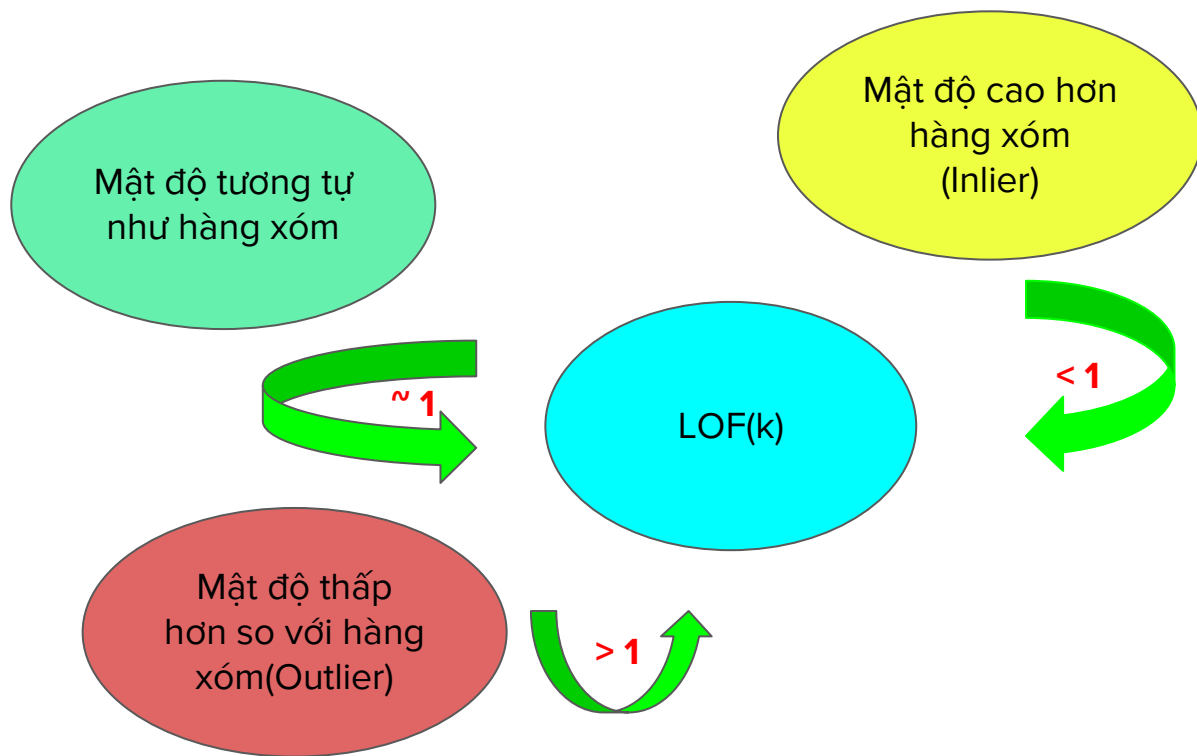 Mật độ cao hơn
hàng xóm
(Inlier)
Mật độ tương tự
như hàng xóm
~ 1
< 1
LOF(k)
Mật độ thấp
hơn so với hàng
xóm(Outlier)
> 1